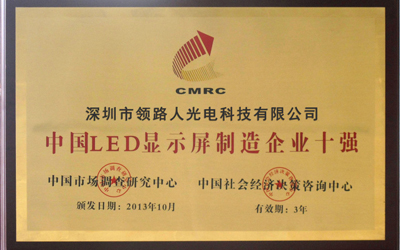 CMRC
深圳市领路人光电科技有限公司
中国LED显示屏制造企业十强
中国市场调查研究中心 中国社会经济决策咨询中心
颁发日期：2013年10月 有效期：3年